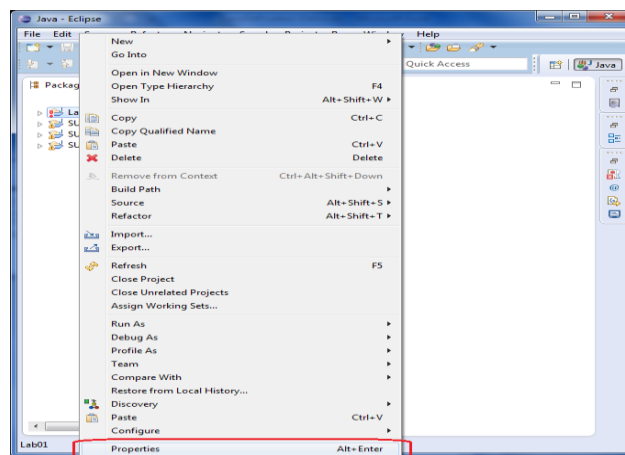 Java - Eclipse
File Edit Help
Quick Access
Java
Packag
La
SU
SU
SU
New
Go Into
Open in New Window
Open Type Hierarchy F4
Show In Alt+Shift+W
Copy Ctrl+C
Copy Qualified Name
Paste Ctrl+V
Delete Delete
Remove from Context Ctrl+Alt+Shift+Down
Build Path
Source Alt+Shift+S
Refactor Alt+Shift+T
Import...
Export...
Refresh F5
Close Project
Close Unrelated Projects
Assign Working Sets...
Run As
Debug As
Profile As
Team
Compare With
Restore from Local History...
Discovery
Paste Ctrl+V
Configure
Properties Alt+Enter
Lab01